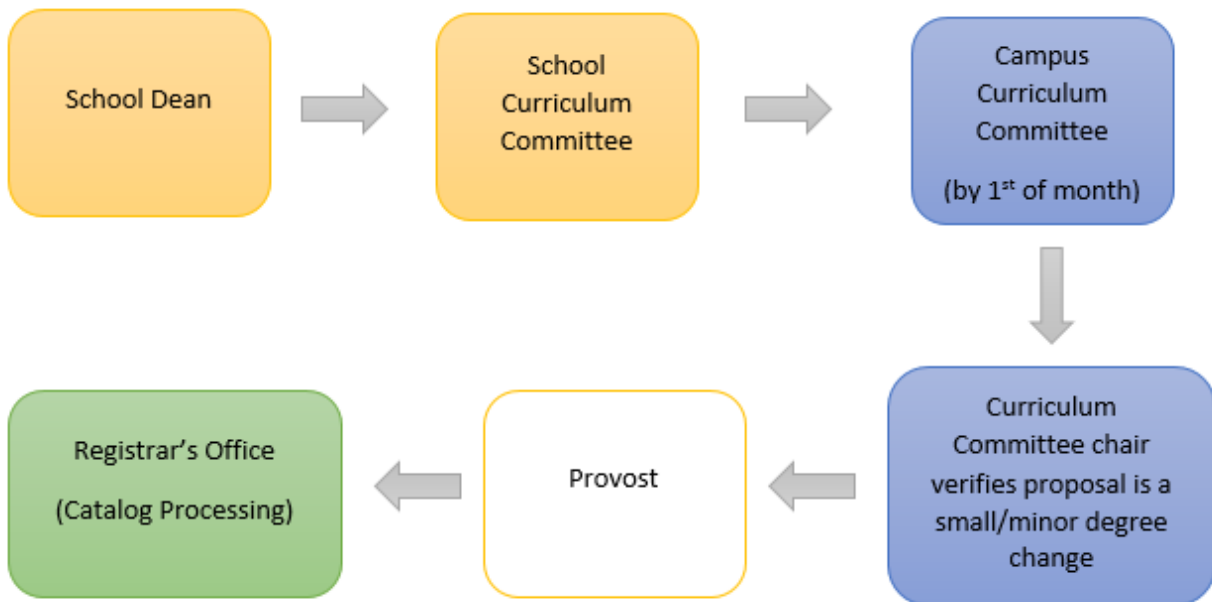 School Dean
School
Curriculum
Committee
Campus
Curriculum
Committee
(by 1st of month)
Curriculum
Committee chair
verifies proposal is a
small/minor degree
change
Provost
Registrar’s Office
(Catalog Processing)